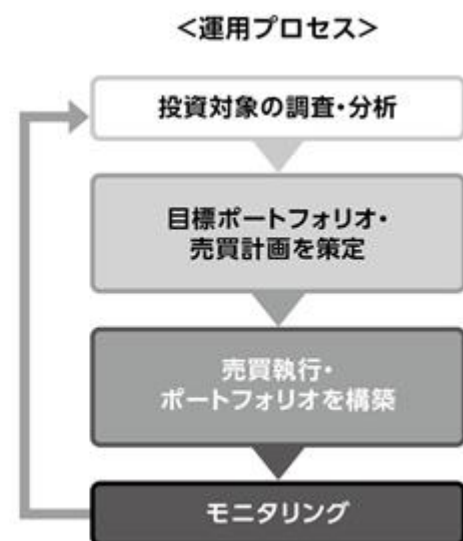 <運用プロセス>
投資対象の調査・分析
目標ポートフォリオ・
売買計画を策定
売買執行・
ポートフォリオを構築
モニタリング